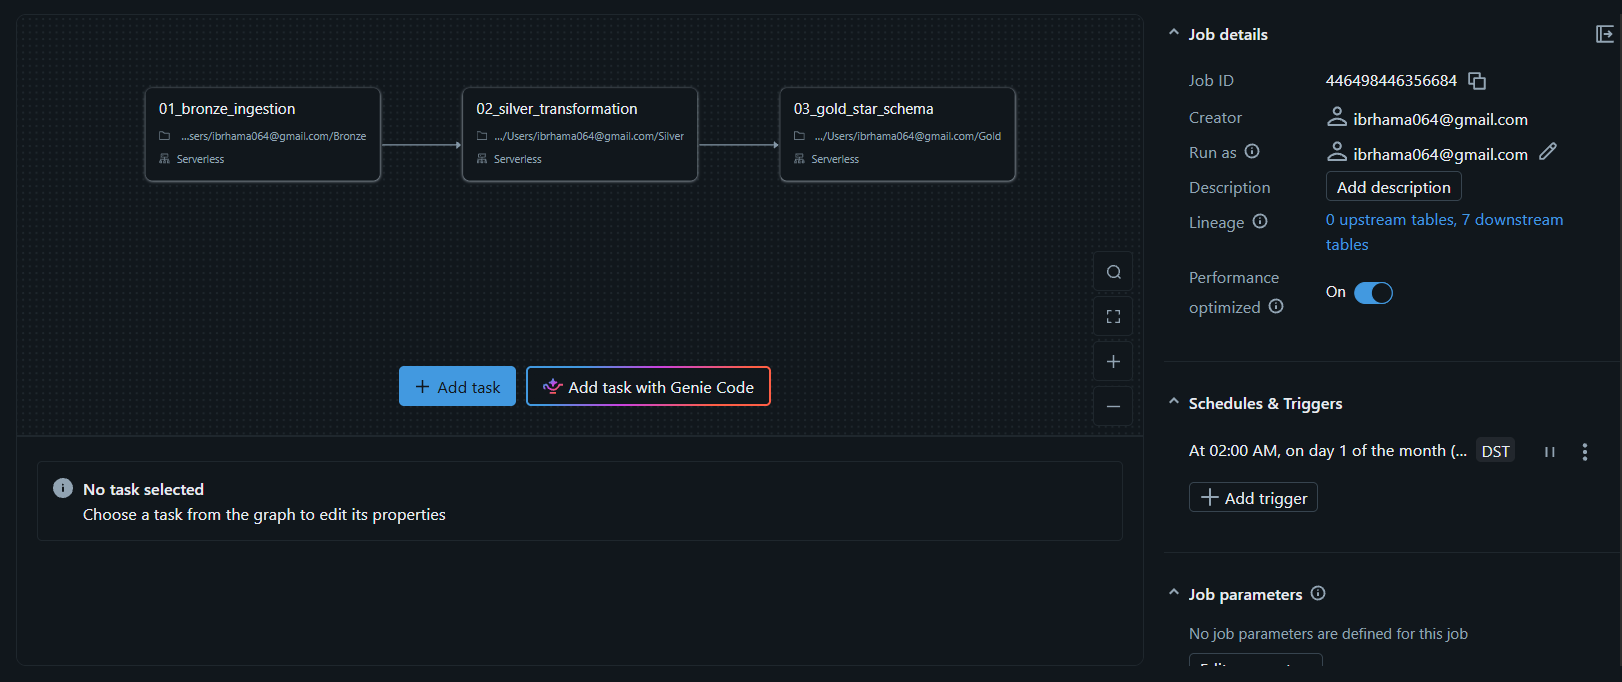 01_bronze_ingestion
...sers/ibrhama064@gmail.com/Bronze
Serverless
02_silver_transformation
.../Users/ibrhama064@gmail.com/Silver
Serverless
03_gold_star_schema
.../Users/ibrhama064@gmail.com/Gold
Serverless
+ Add task
Add task with Genie Code
No task selected
Choose a task from the graph to edit its properties
Job details
Job ID
446498446356684
Creator
ibrhama064@gmail.com
Run as
ibrhama064@gmail.com
Description
Add description
Lineage
0 upstream tables, 7 downstream
tables
Performance
optimized
On
Schedules & Triggers
At 02:00 AM, on day 1 of the month (...
DST
+ Add trigger
Job parameters
No job parameters are defined for this job